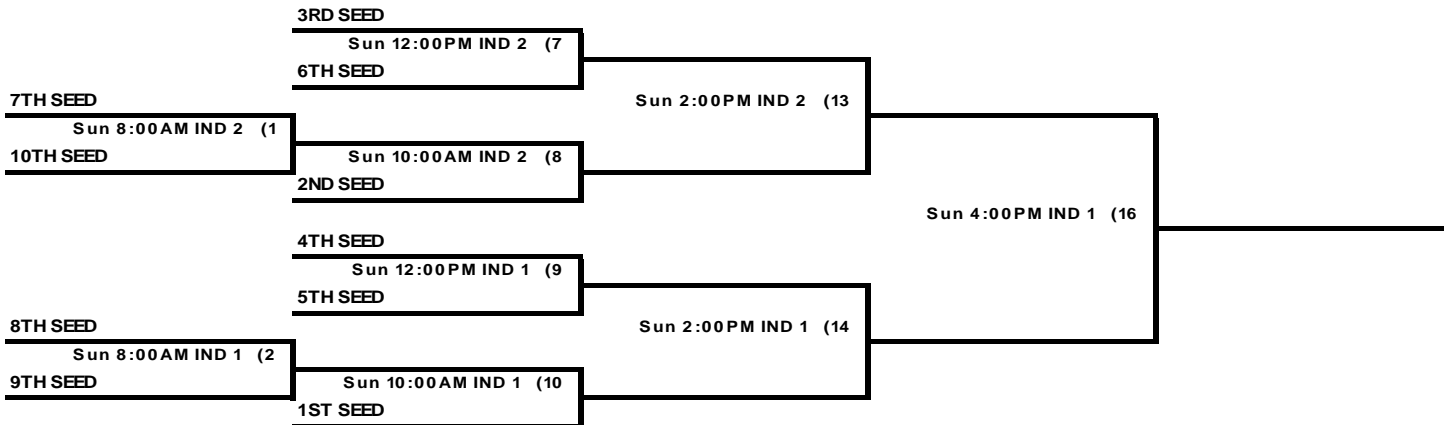 3RD SEED
Sun 12:00PM IND 2 (7
6TH SEED
7TH SEED
Sun 2:00PM IND 2 (13
Sun 8:00AM IND 2 (1
10TH SEED
Sun 10:00AM IND 2 (8
2ND SEED
Sun 4:00PM IND 1 (16
4TH SEED
Sun 12:00PM IND 1 (9
5TH SEED
8TH SEED
Sun 2:00PM IND 1 (14
Sun 8:00AM IND 1 (2
9TH SEED
Sun 10:00AM IND 1 (10
1ST SEED